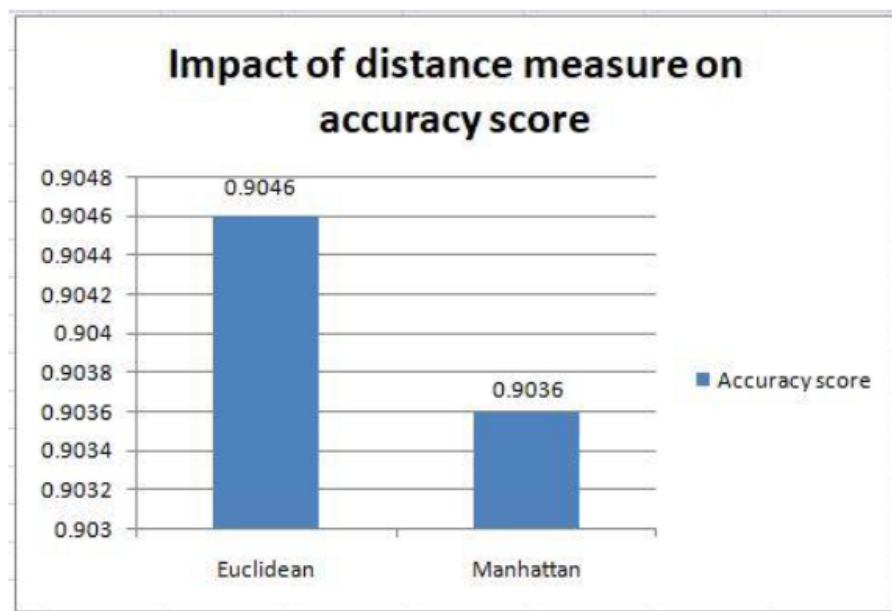 Impact of distance measure on
accuracy score
0.9048
0.9046
0.9044
0.9042
0.904
0.9038
0.9036
0.9034
0.9032
0.903
0.9046
0.9036
Euclidean
Manhattan
Accuracy score